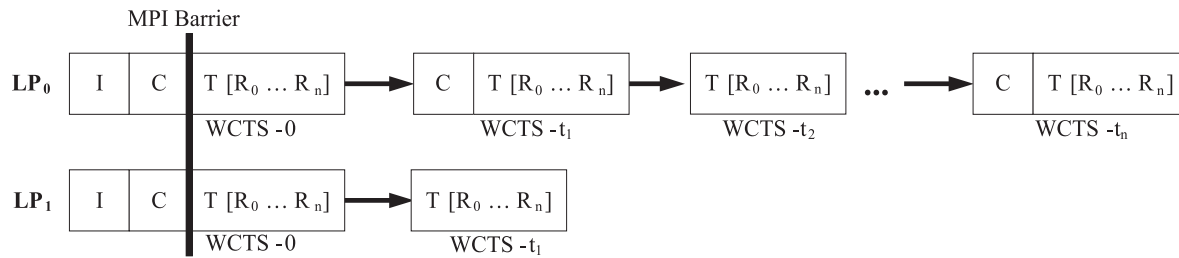 MPI Barrier
LP₀ I C T [R₀ ... Rₙ] C T [R₀ ... Rₙ] T [R₀ ... Rₙ] ... C T [R₀ ... Rₙ]
WCTS -0 WCTS -t₁ WCTS -t₂ WCTS -tₙ
LP₁ I C T [R₀ ... Rₙ] T [R₀ ... Rₙ]
WCTS -0 WCTS -t₁